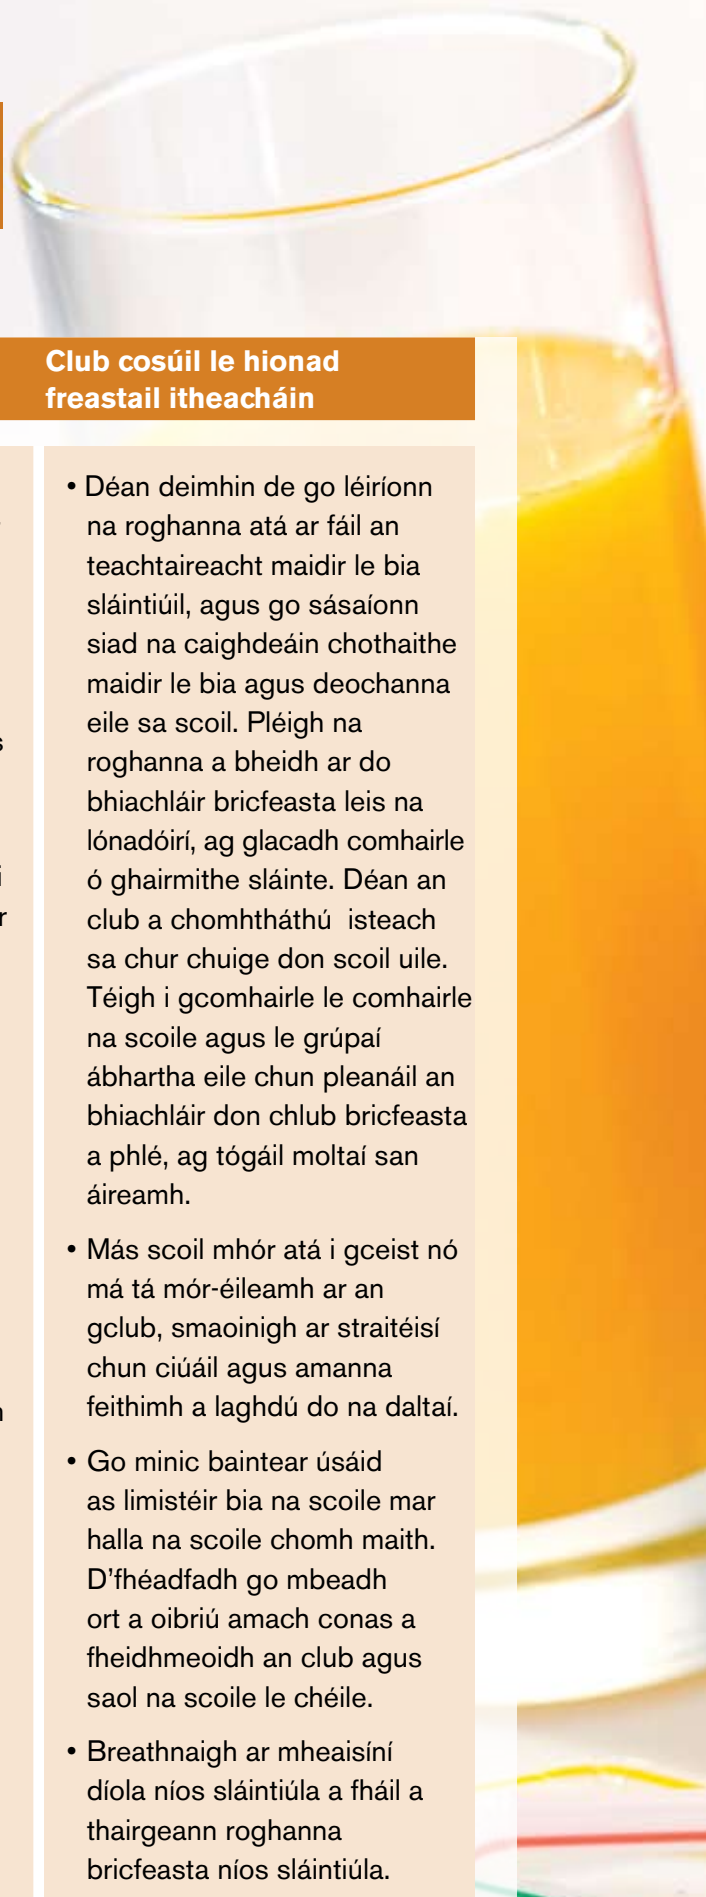 Club cosúil le hionad
freastail itheacháin
• Déan deimhin de go léiríonn
na roghanna atá ar fáil an
teachtaireacht maidir le bia
sláintiúil, agus go sásaíonn
siad na caighdeáin chothaithe
maidir le bia agus deochanna
eile sa scoil. Pléigh na
roghanna a bheidh ar do
bhiachláir bricfeasta leis na
lónadóirí, ag glacadh comhairle
ó ghairmithe sláinte. Déan an
club a chomhtháthú isteach
sa chur chuige don scoil uile.
Téigh i gcomhairle le comhairle
na scoile agus le grúpaí
ábhartha eile chun pleanáil an
bhiachláir don chlub bricfeasta
a phlé, ag tógáil moltaí san
áireamh.
• Más scoil mhór atá i gceist nó
má tá mór-éileamh ar an
gclub, smaoinigh ar straitéisí
chun ciúáil agus amanna
feithimh a laghdú do na daltaí.
• Go minic baintear úsáid
as limistéir bia na scoile mar
halla na scoile chomh maith.
D’fhéadfadh go mbeadh
ort a oibriú amach conas a
fheidhmeoidh an club agus
saol na scoile le chéile.
• Breathnaigh ar mheaisíní
díola níos sláintiúla a fháil a
thairgeann roghanna
bricfeasta níos sláintiúla.